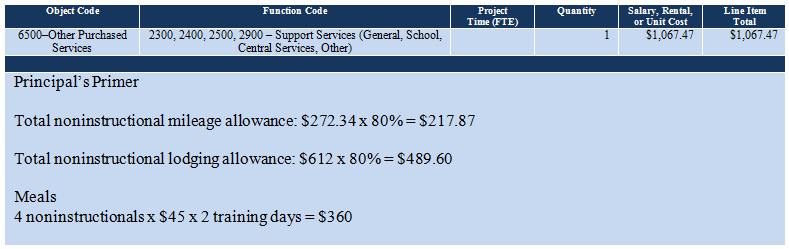 Object Code Function Code Project Time (FTE) Quantity Salary, Rental, or Unit Cost Line Item Total
6500–Other Purchased Services 2300, 2400, 2500, 2900 – Support Services (General, School, Central Services, Other) 1 $1,067.47 $1,067.47
Principal's Primer
Total noninstructional mileage allowance: $272.34 x 80% = $217.87
Total noninstructional lodging allowance: $612 x 80% = $489.60
Meals
4 noninstructionals x $45 x 2 training days = $360